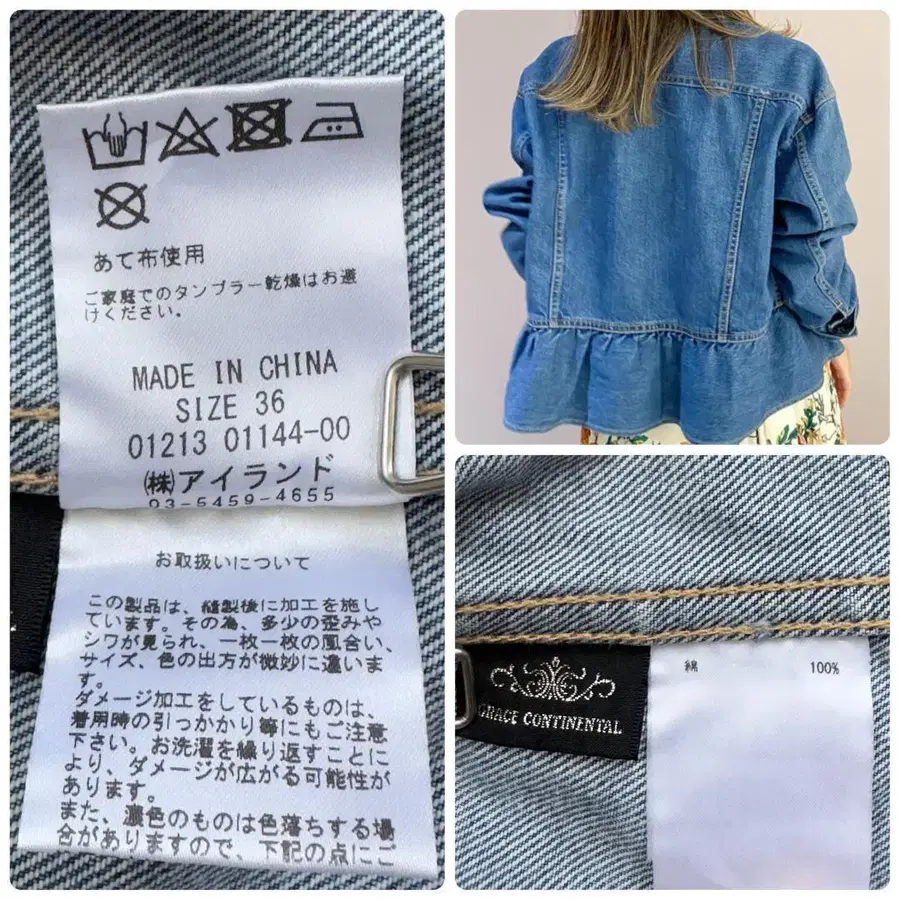 あて布使用
ご家庭でのタンブラー乾燥はお避
けください。
MADE IN CHINA
SIZE 36
01213 01144-00
㈱アイランド
03-5459-4655
お取扱いについて
この製品は、縫製後に加工を施し
ています。その為、多少の歪みや
シワが見られ、一枚一枚の風合い、
サイズ、色の出方が微妙に違いま
す。
ダメージ加工をしているものは、
着用時の引っかかり等にもご注意
下さい。お洗濯を繰り返すことに
より、ダメージが広がる可能性が
あります。
また、濃色のものは色落ちする場
合がありますので、下記の点にご
GRACE CONTINENTAL
綿 100%